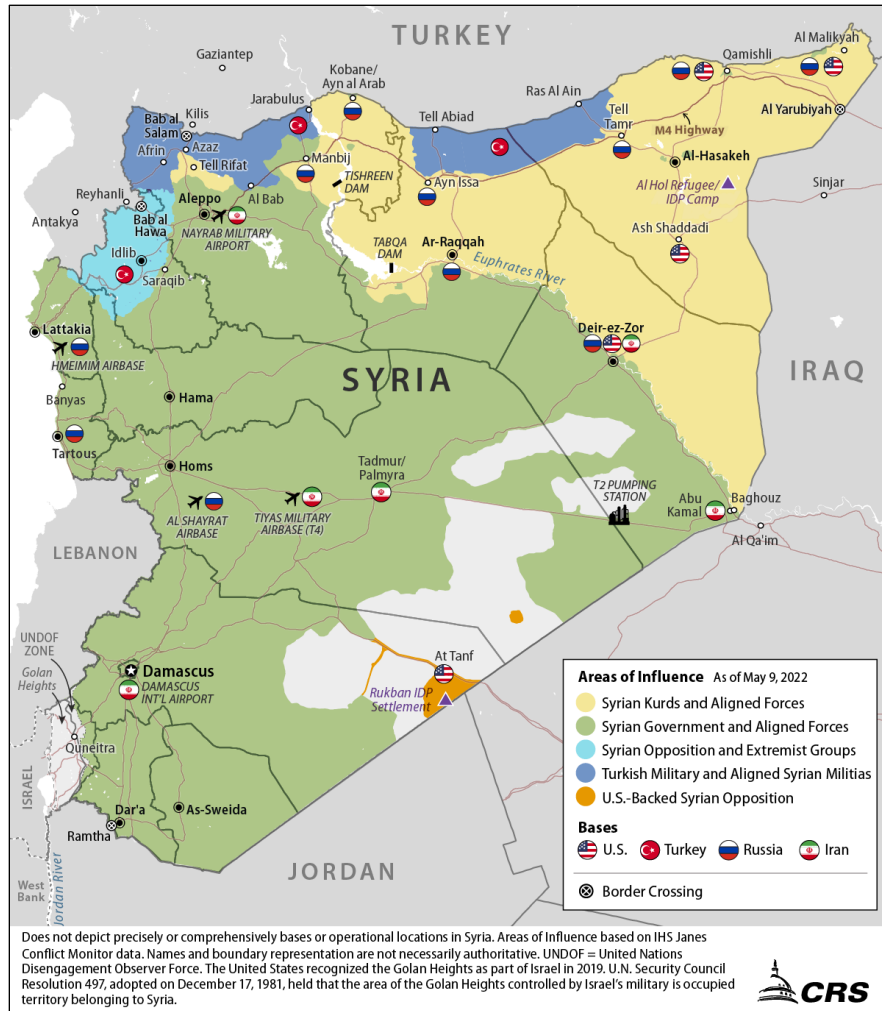 TURKEY
Gaziantep
Al Malikyah
Qamishli
Kobane/
Ayn al Arab
Jarabulus
Ras Al Ain
Kilis
Bab al
Salam
Tell Abiad
Tell
Tamr
Al Yarubiyah
M4 Highway
Azaz
Afrin
Tell Rifat
Manbij
TISHREEN
DAM
Al-Hasakeh
Reyhanli
Al Bab
Ayn Issa
Al Hol Refugee/
IDP Camp
Sinjar
Antakya
Bab al
Hawa
Aleppo
NAYRAB MILITARY
AIRPORT
TABQA
DAM
Ar-Raqqah
Ash Shaddadi
Idlib
Saraqib
Euphrates River
Lattakia
HMEIMIM AIRBASE
Deir-ez-Zor
IRAQ
SYRIA
Banyas
Hama
Tartous
Homs
Tadmur/
Palmyra
T2 PUMPING
STATION
Abu
Kamal
Baghouz
AL SHAYRAT
AIRBASE
TIYAS MILITARY
AIRBASE (T4)
Al Qa'im
LEBANON
UNDOF
ZONE
Golan
Heights
Damascus
DAMASCUS
INT'L AIRPORT
At Tanf
Rukban IDP
Settlement
Quneitra
ISRAEL
Dar'a
As-Sweida
Ramtha
JORDAN
West
Bank
Jordan River
Areas of Influence As of May 9, 2022
Syrian Kurds and Aligned Forces
Syrian Government and Aligned Forces
Syrian Opposition and Extremist Groups
Turkish Military and Aligned Syrian Militias
U.S.-Backed Syrian Opposition
Bases
U.S. Turkey Russia Iran
Border Crossing
Does not depict precisely or comprehensively bases or operational locations in Syria. Areas of Influence based on IHS Janes
Conflict Monitor data. Names and boundary representation are not necessarily authoritative. UNDOF = United Nations
Disengagement Observer Force. The United States recognized the Golan Heights as part of Israel in 2019. U.N. Security Council
Resolution 497, adopted on December 17, 1981, held that the area of the Golan Heights controlled by Israel's military is occupied
territory belonging to Syria.
CRS